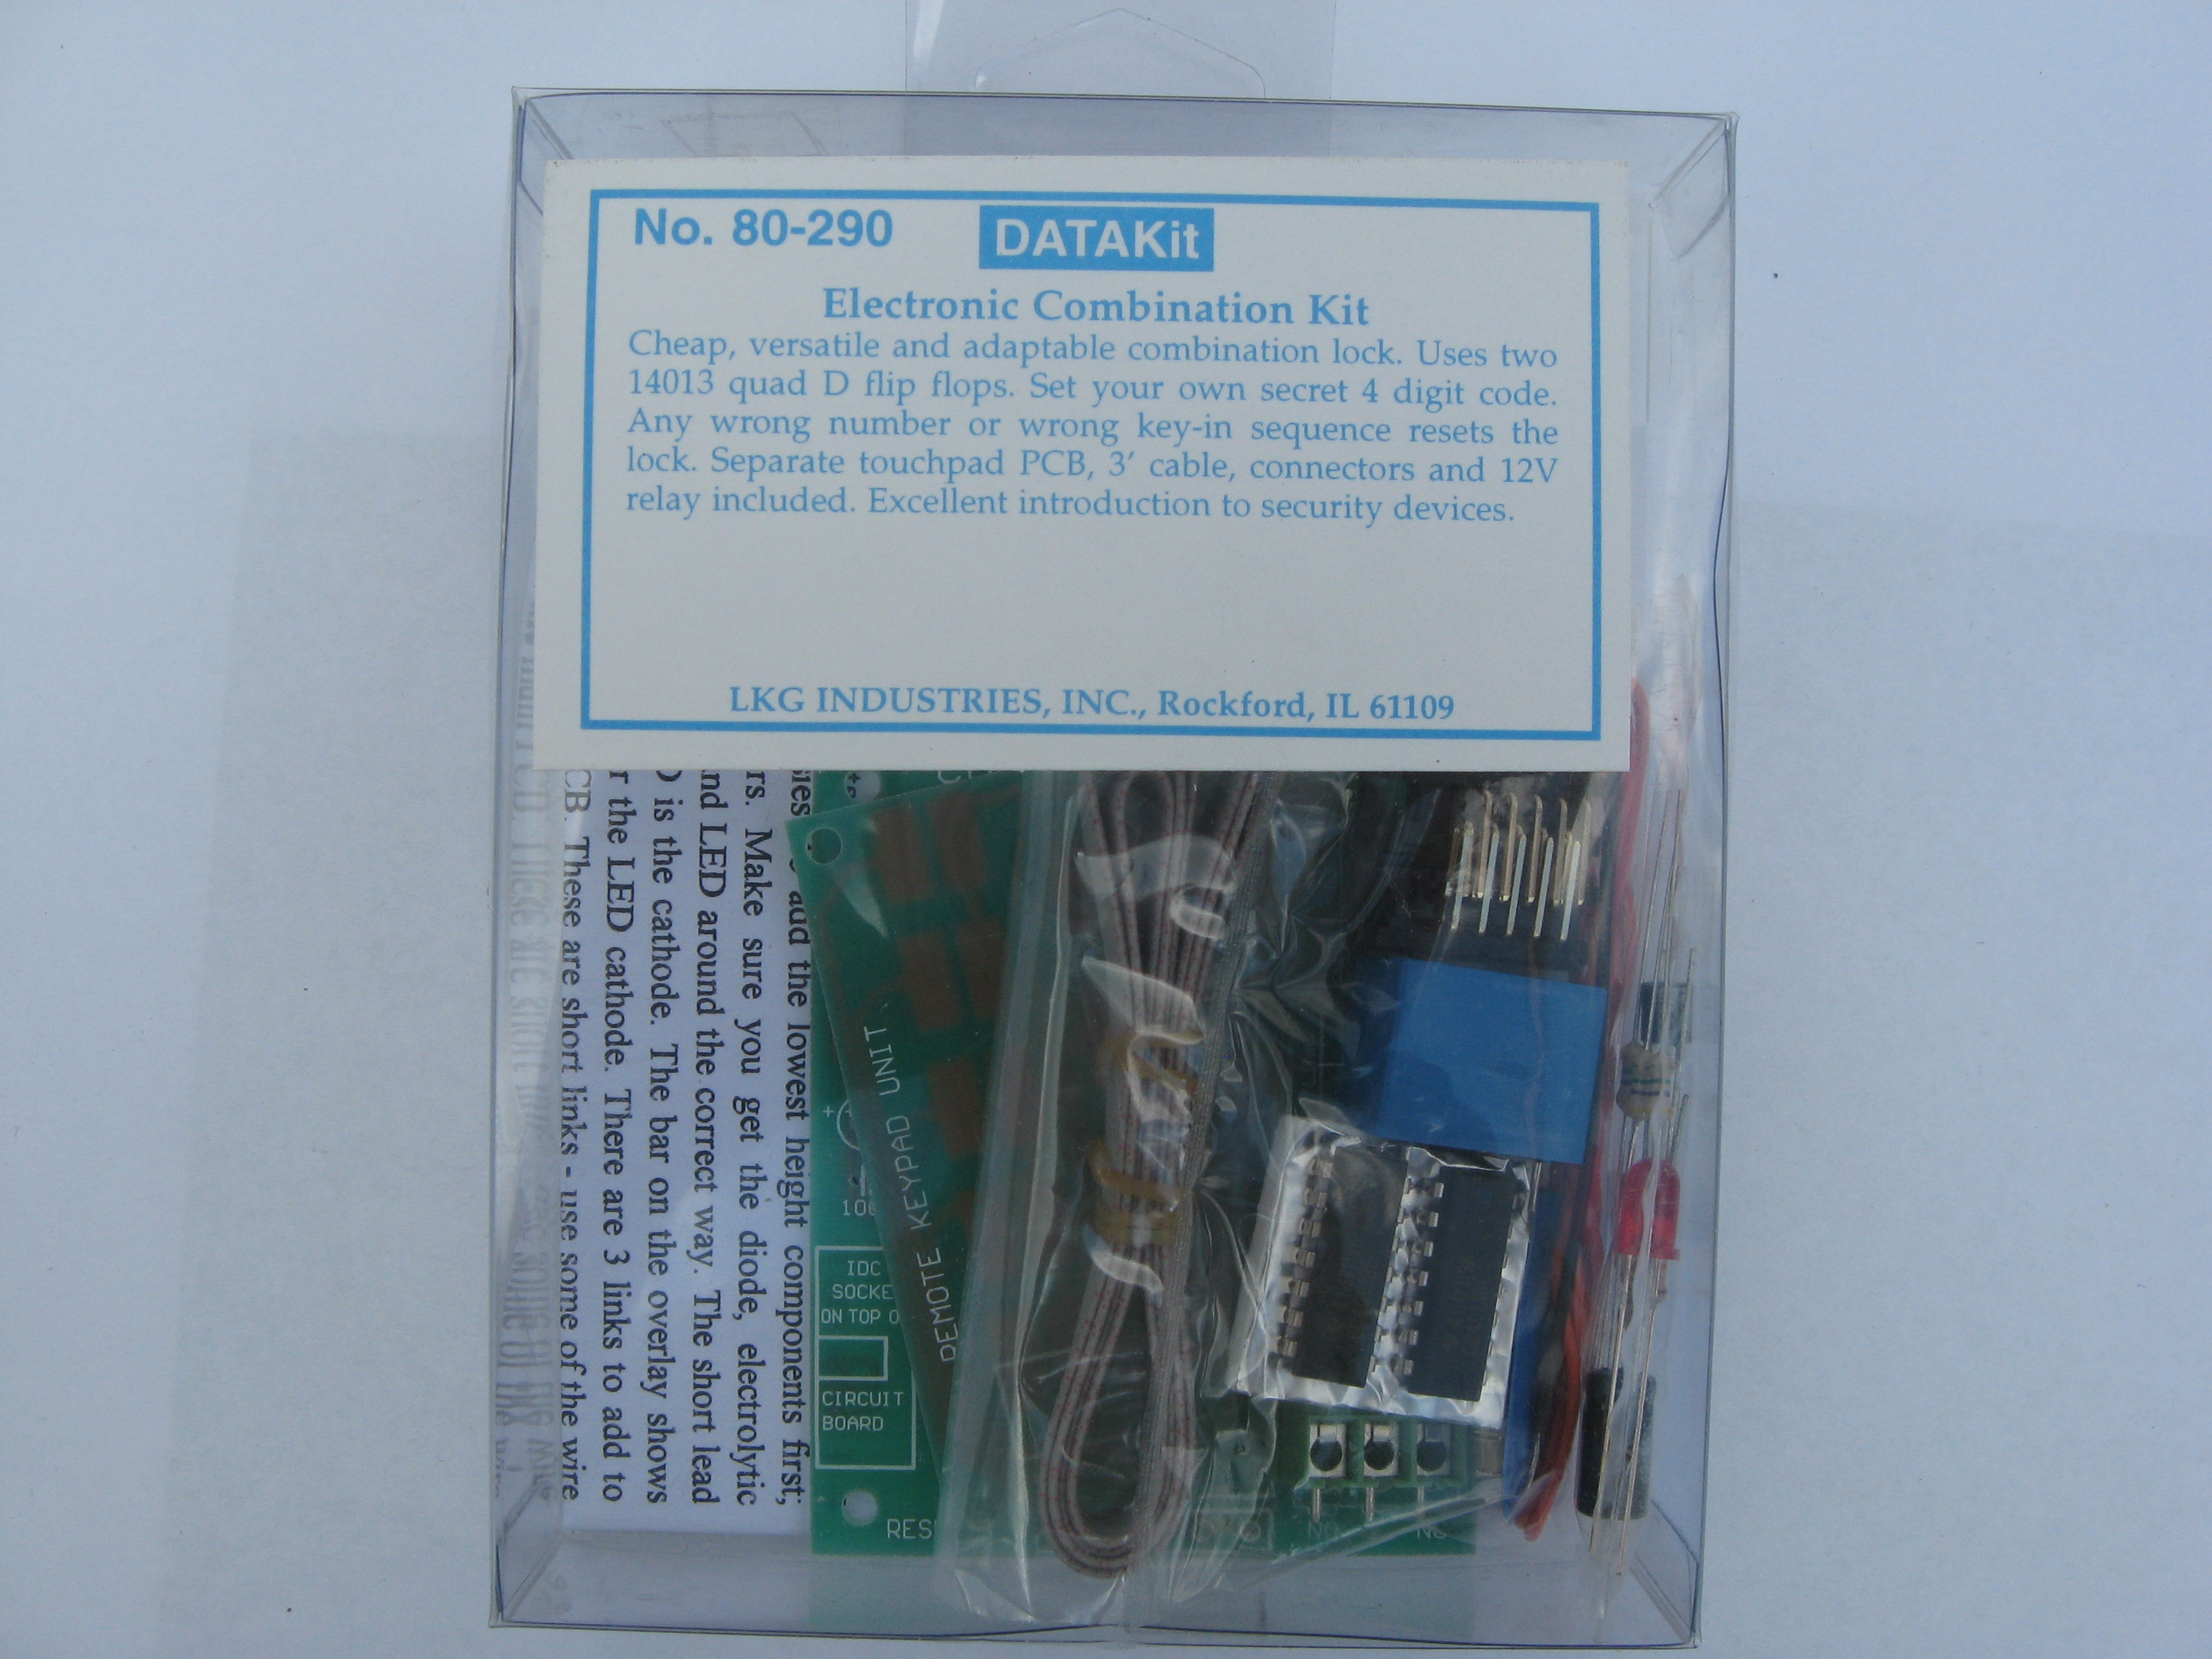 No. 80-290
DATAKit
Electronic Combination Kit
Cheap, versatile and adaptable combination lock. Uses two
14013 quad D flip flops. Set your own secret 4 digit code.
Any wrong number or wrong key-in sequence resets the
lock. Separate touchpad PCB, 3′ cable, connectors and 12V
relay included. Excellent introduction to security devices.
LKG INDUSTRIES, INC., Rockford, IL 61109
add the lowest height components first;
rs. Make sure you get the diode, electrolytic
nd LED around the correct way. The short lead
D is the cathode. The bar on the overlay shows
r the LED cathode. There are 3 links to add to
CB. These are short links - use some of the wire
REMOTE KEYPAD UNIT
+
IDC
SOCKE
ON TOP O
CIRCUIT
BOARD
RES
NO
NC